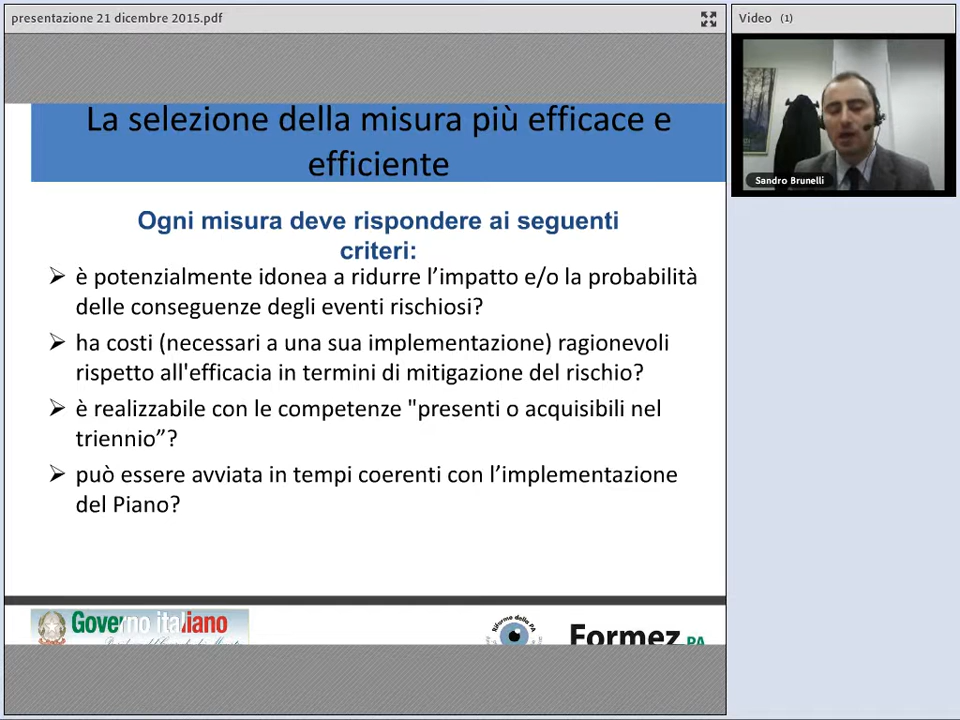 presentazione 21 dicembre 2015.pdf
Video (1)
La selezione della misura più efficace e
efficiente
Sandro Brunelli
Ogni misura deve rispondere ai seguenti
criteri:
è potenzialmente idonea a ridurre l’impatto e/o la probabilità
delle conseguenze degli eventi rischiosi?
ha costi (necessari a una sua implementazione) ragionevoli
rispetto all'efficacia in termini di mitigazione del rischio?
è realizzabile con le competenze "presenti o acquisibili nel
triennio”?
può essere avviata in tempi coerenti con l’implementazione
del Piano?
Governo italiano
Riforme della PA
Formez PA